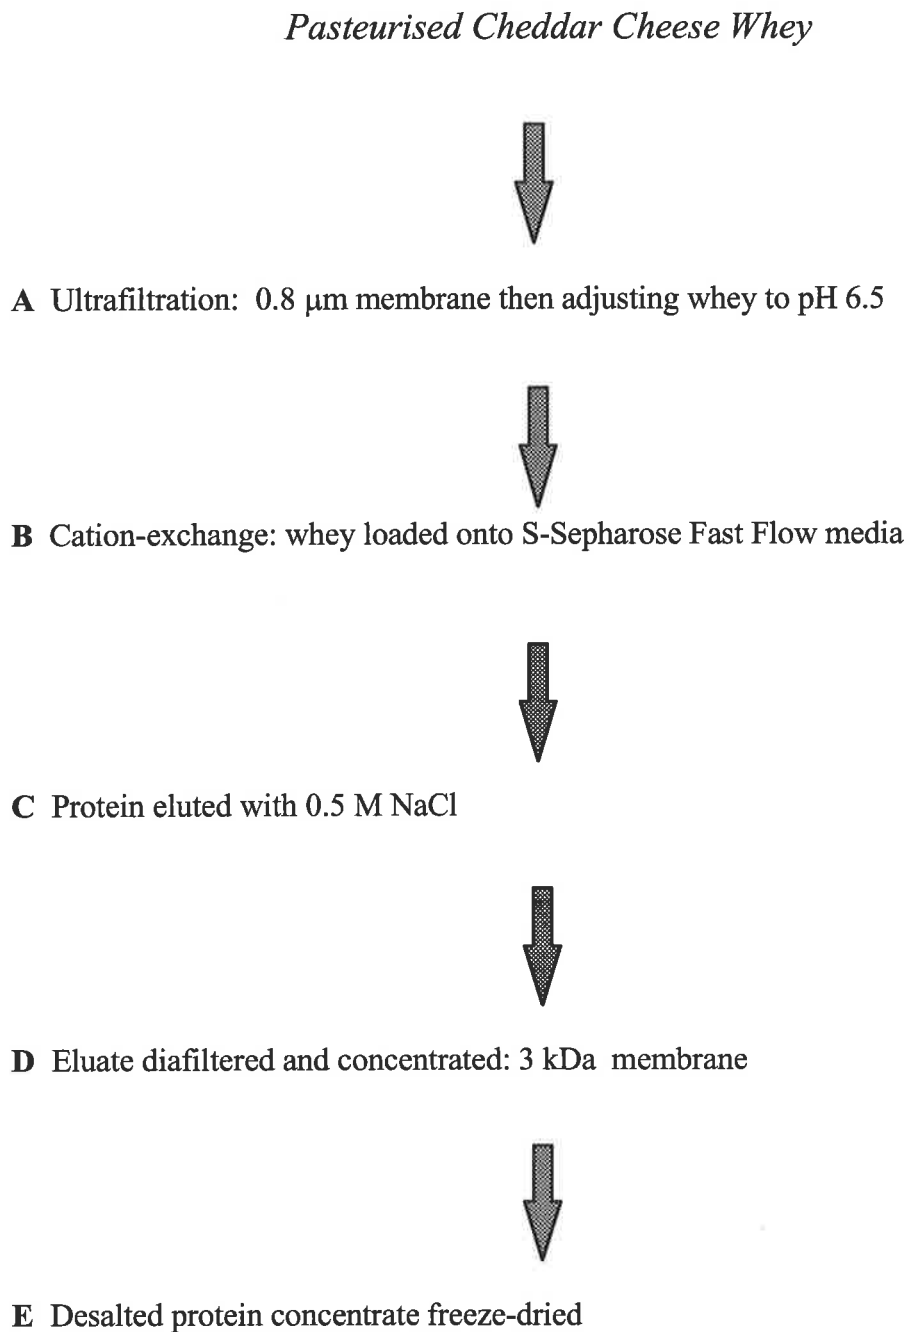 Pasteurised Cheddar Cheese Whey
A Ultrafiltration: 0.8 μm membrane then adjusting whey to pH 6.5
B Cation-exchange: whey loaded onto S-Sepharose Fast Flow media
C Protein eluted with 0.5 M NaCl
D Eluate diafiltered and concentrated: 3 kDa membrane
E Desalted protein concentrate freeze-dried